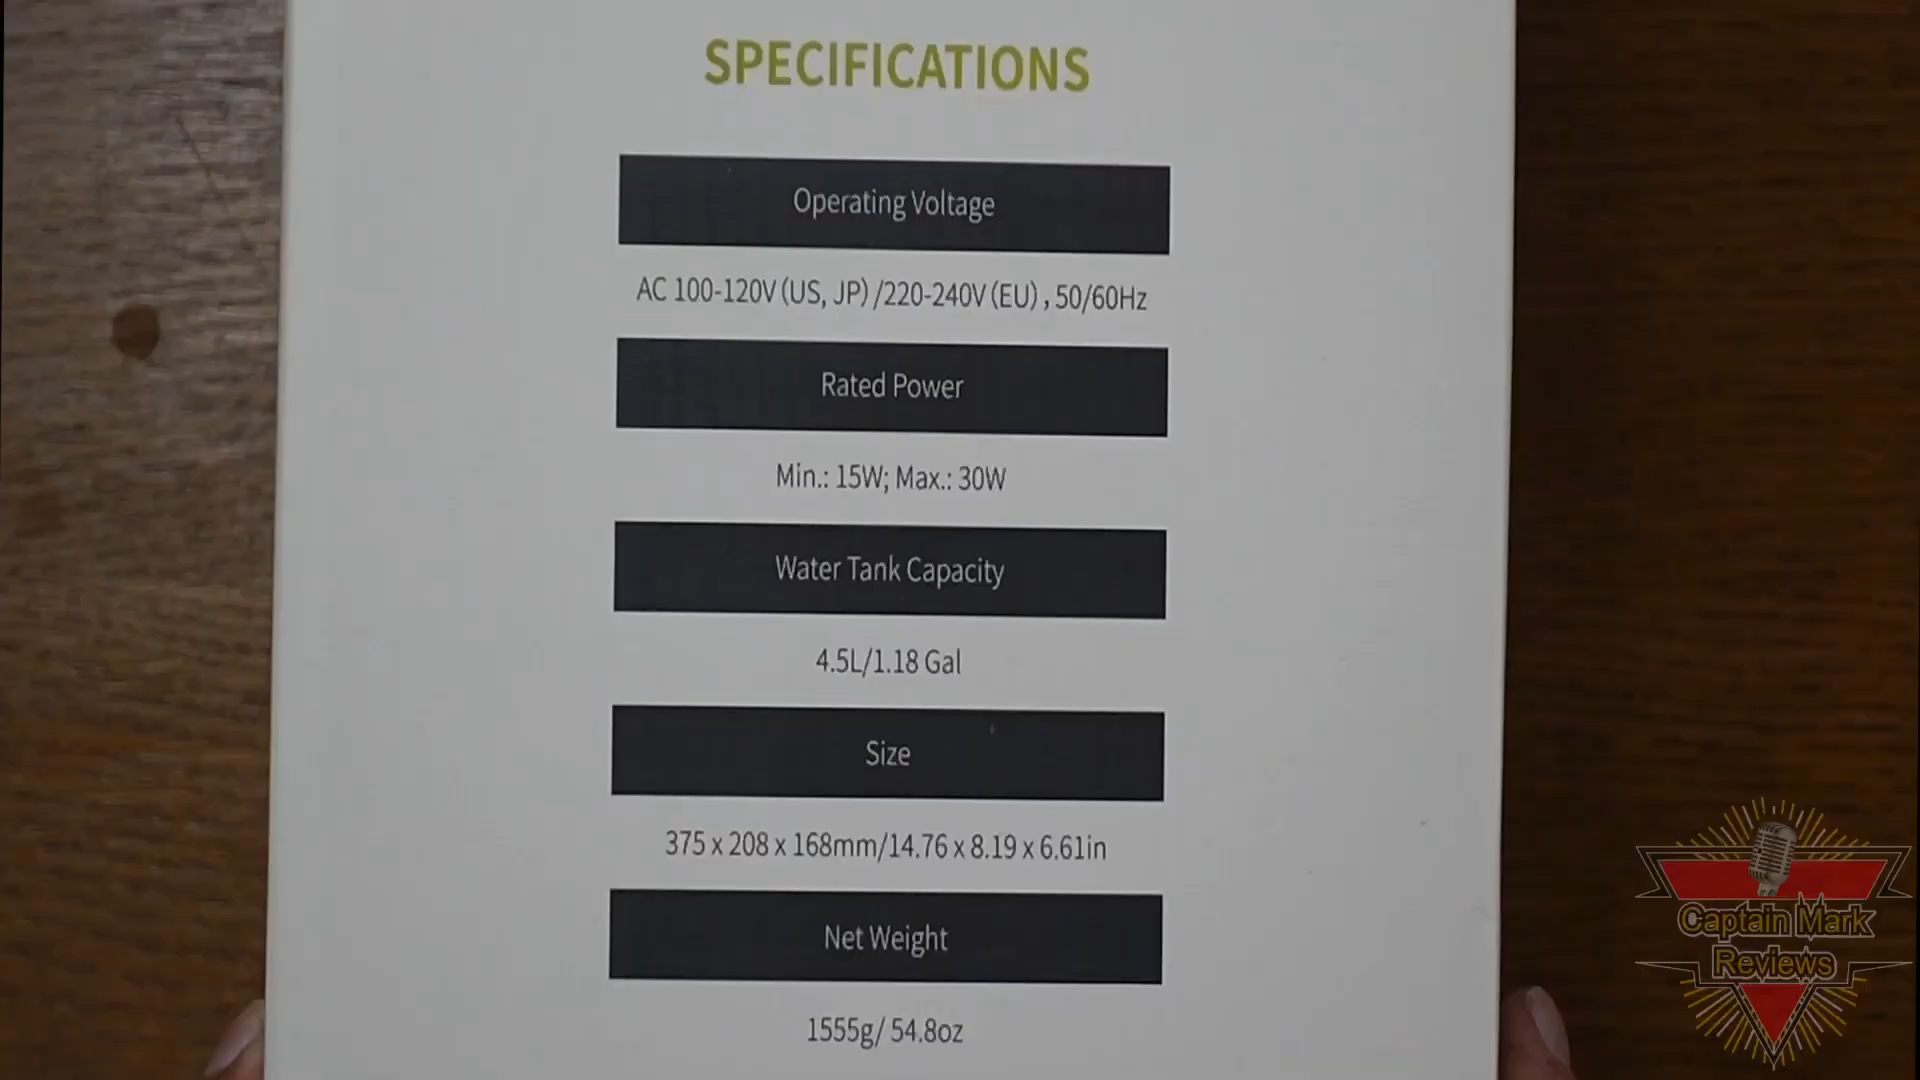 SPECIFICATIONS
Operating Voltage
AC 100-120V (US, JP) /220-240V (EU) , 50/60Hz
Rated Power
Min.: 15W; Max.: 30W
Water Tank Capacity
4.5L/1.18 Gal
Size
375 x 208 x 168mm/14.76 x 8.19 x 6.61in
Net Weight
1555g/ 54.8oz
Captain Mark
Reviews